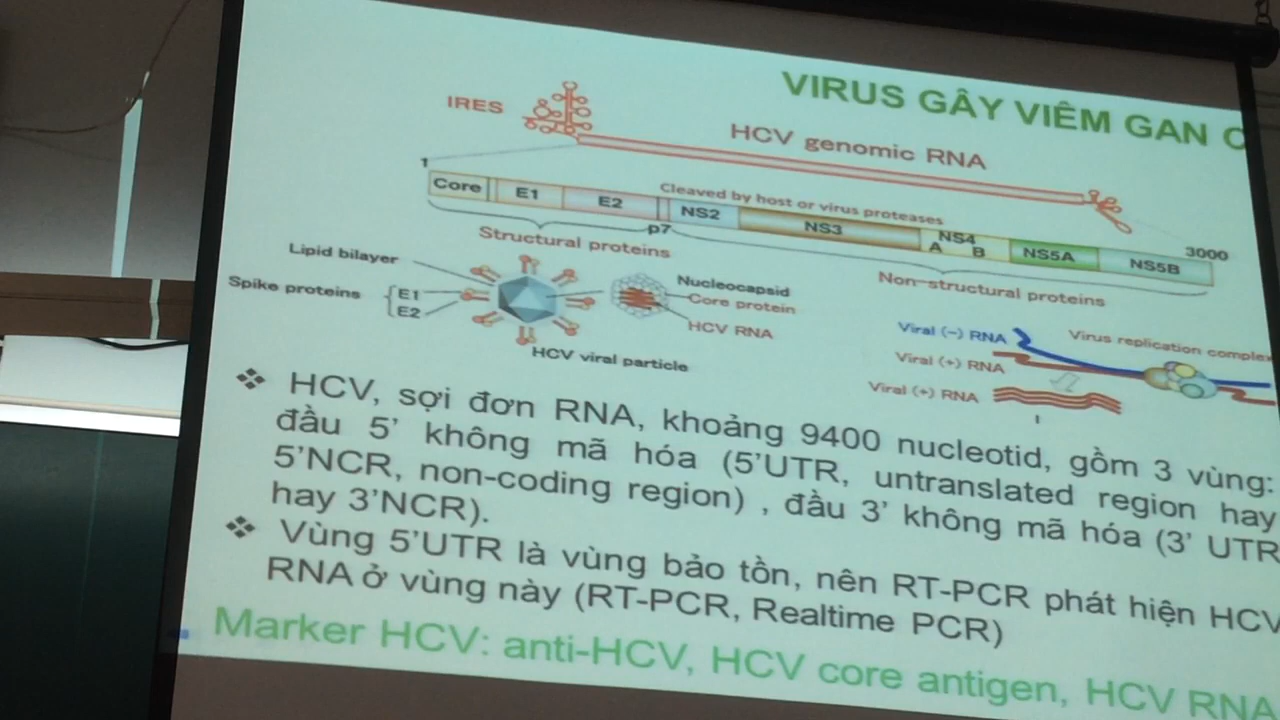 VIRUS GÂY VIÊM GAN C
IRES
HCV genomic RNA
1
Core E1 E2 p7 NS2 NS3 NS4 A B NS5A NS5B
Cleaved by host or virus proteases
3000
Structural proteins
Non-structural proteins
Lipid bilayer
Spike proteins E1 E2
Nucleocapsid
Core protein
HCV RNA
HCV viral particle
Viral (-) RNA
Virus replication comple
Viral (+) RNA
Viral (+) RNA
HCV, sợi đơn RNA, khoảng 9400 nucleotid, gồm 3 vùng:
đầu 5' không mã hóa (5'UTR, untranslated region hay
5'NCR, non-coding region) , đầu 3' không mã hóa (3' UTR
hay 3'NCR).
Vùng 5'UTR là vùng bảo tồn, nên RT-PCR phát hiện HCV
RNA ở vùng này (RT-PCR, Realtime PCR)
Marker HCV: anti-HCV, HCV core antigen, HCV RNA